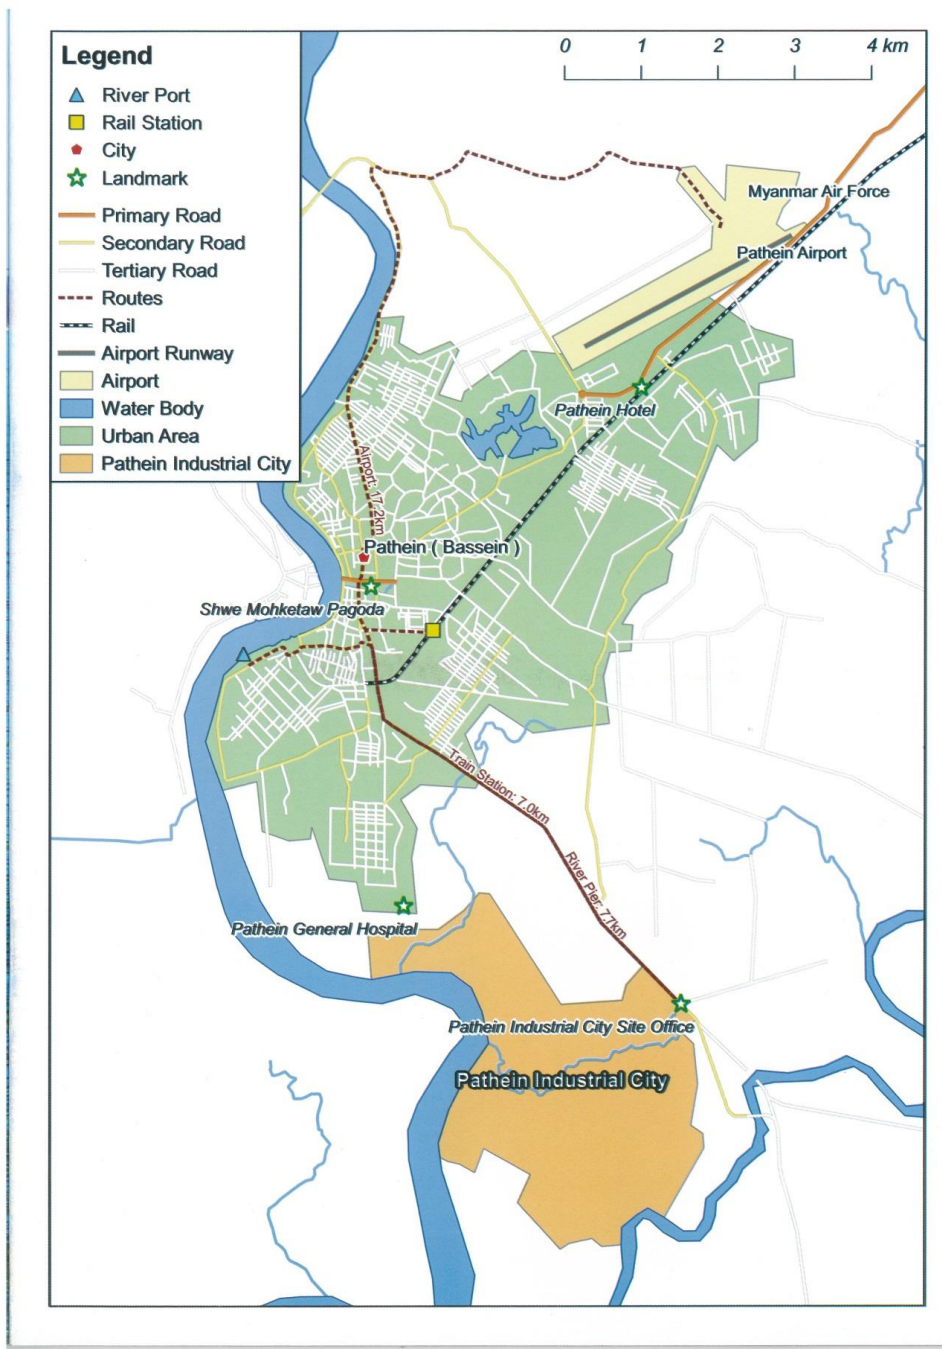 Legend
River Port
Rail Station
City
Landmark
Primary Road
Secondary Road
Tertiary Road
Routes
Rail
Airport Runway
Airport
Water Body
Urban Area
Pathein Industrial City
0 1 2 3 4 km
Myanmar Air Force
Pathein Airport
Pathein Hotel
Airport: 17.2km
Pathein ( Bassein )
Shwe Mohketaw Pagoda
Train Station: 7.0km
River Pier: 7.7km
Pathein General Hospital
Pathein Industrial City Site Office
Pathein Industrial City